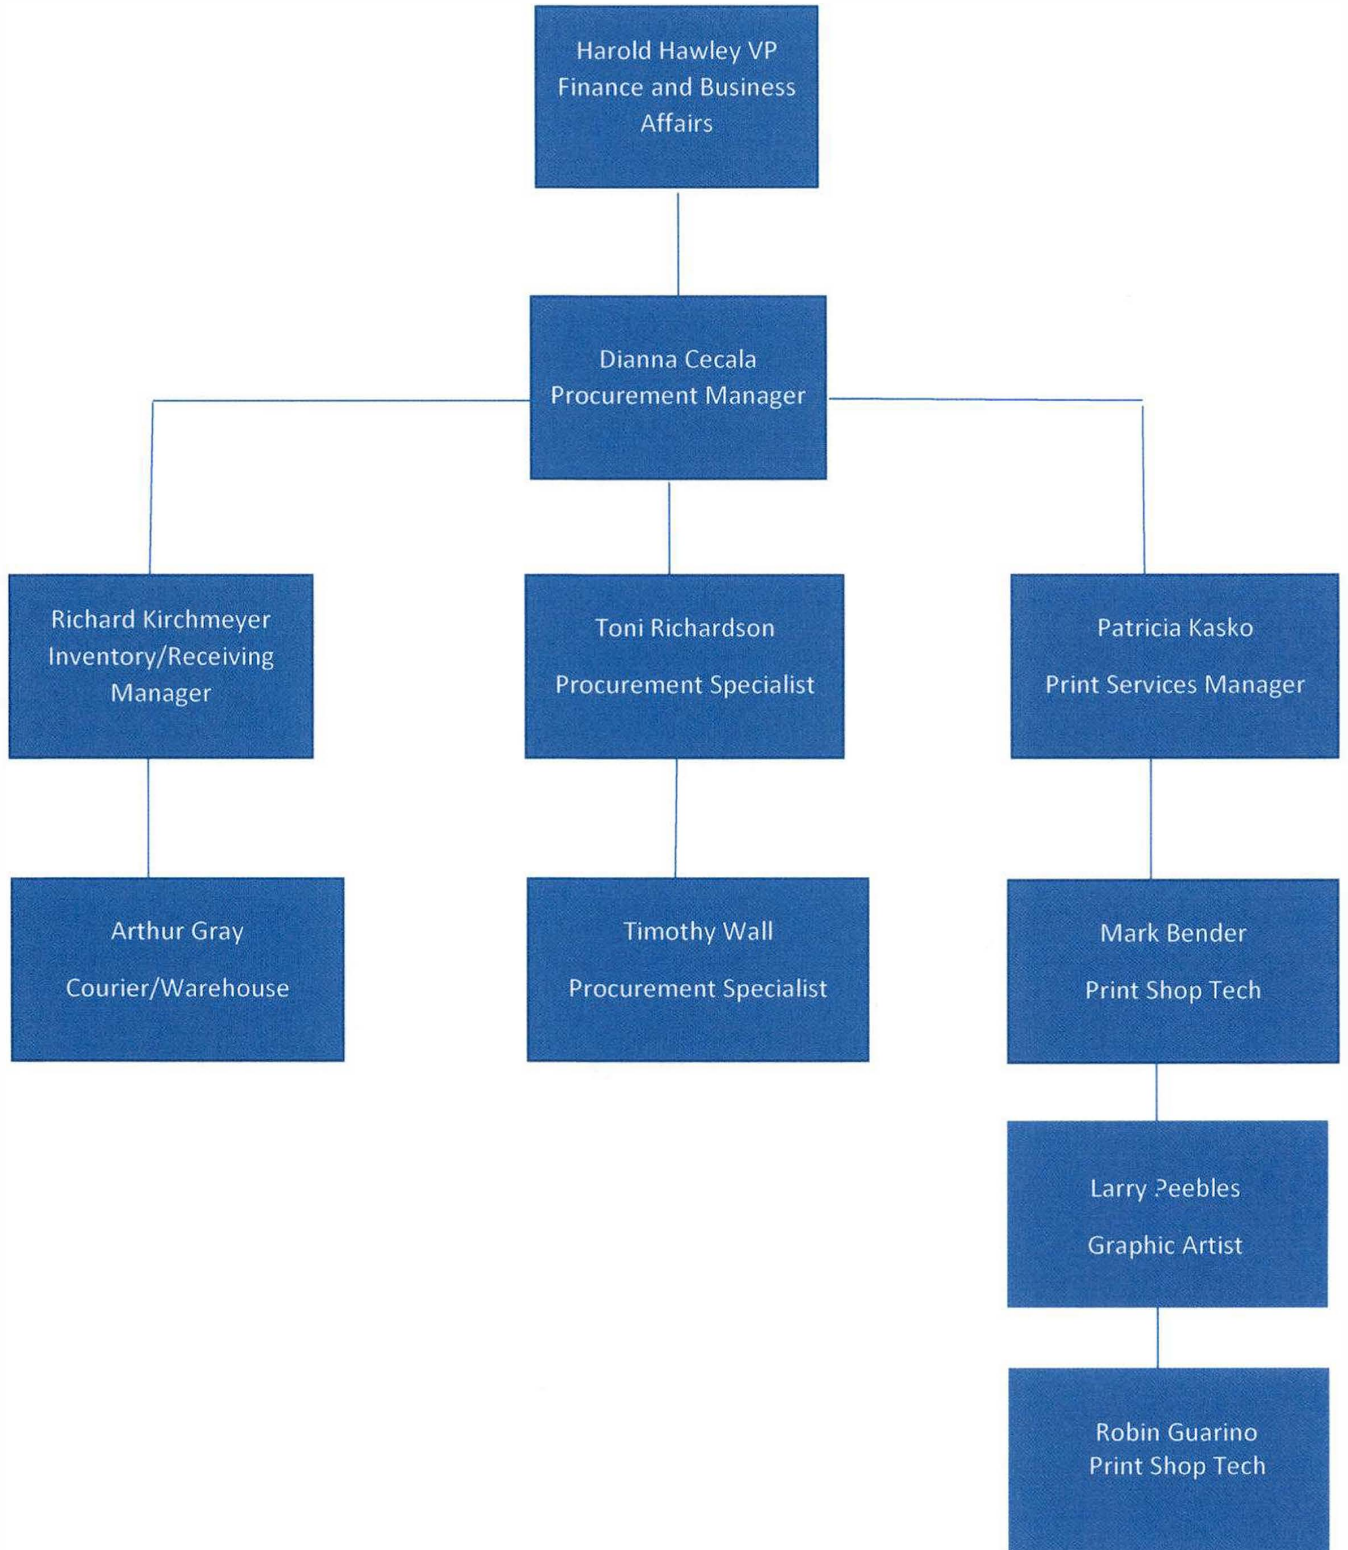 Harold Hawley VP
Finance and Business
Affairs
Dianna Cecala
Procurement Manager
Richard Kirchmeyer
Inventory/Receiving
Manager
Toni Richardson
Procurement Specialist
Patricia Kasko
Print Services Manager
Arthur Gray
Courier/Warehouse
Timothy Wall
Procurement Specialist
Mark Bender
Print Shop Tech
Larry Peebles
Graphic Artist
Robin Guarino
Print Shop Tech